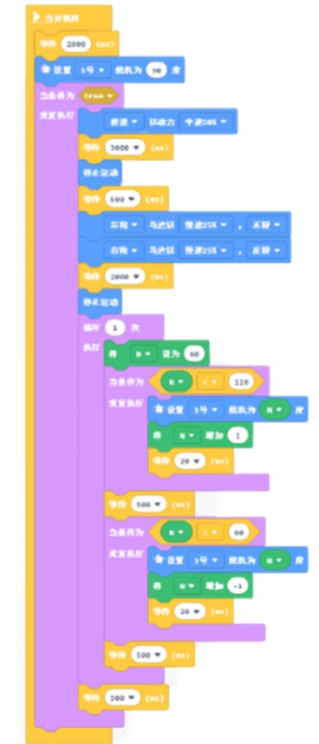 当开机时
等待 2000 (ms)
设置 1号 舵机为 90 度
当条件为 true
重复执行
前进 以动力 中速50%
等待 3000 (ms)
停止运动
等待 500 (ms)
左轮 马达以 慢速25% , 正转
右轮 马达以 慢速25% , 反转
等待 2000 (ms)
停止运动
循环 1 次
执行
将 N 设为 60
当条件为 N < 120
重复执行
设置 1号 舵机为 N 度
将 N 增加 1
等待 20 (ms)
等待 500 (ms)
当条件为 N > 60
重复执行
设置 1号 舵机为 N 度
将 N 增加 -1
等待 20 (ms)
等待 500 (ms)
等待 500 (ms)